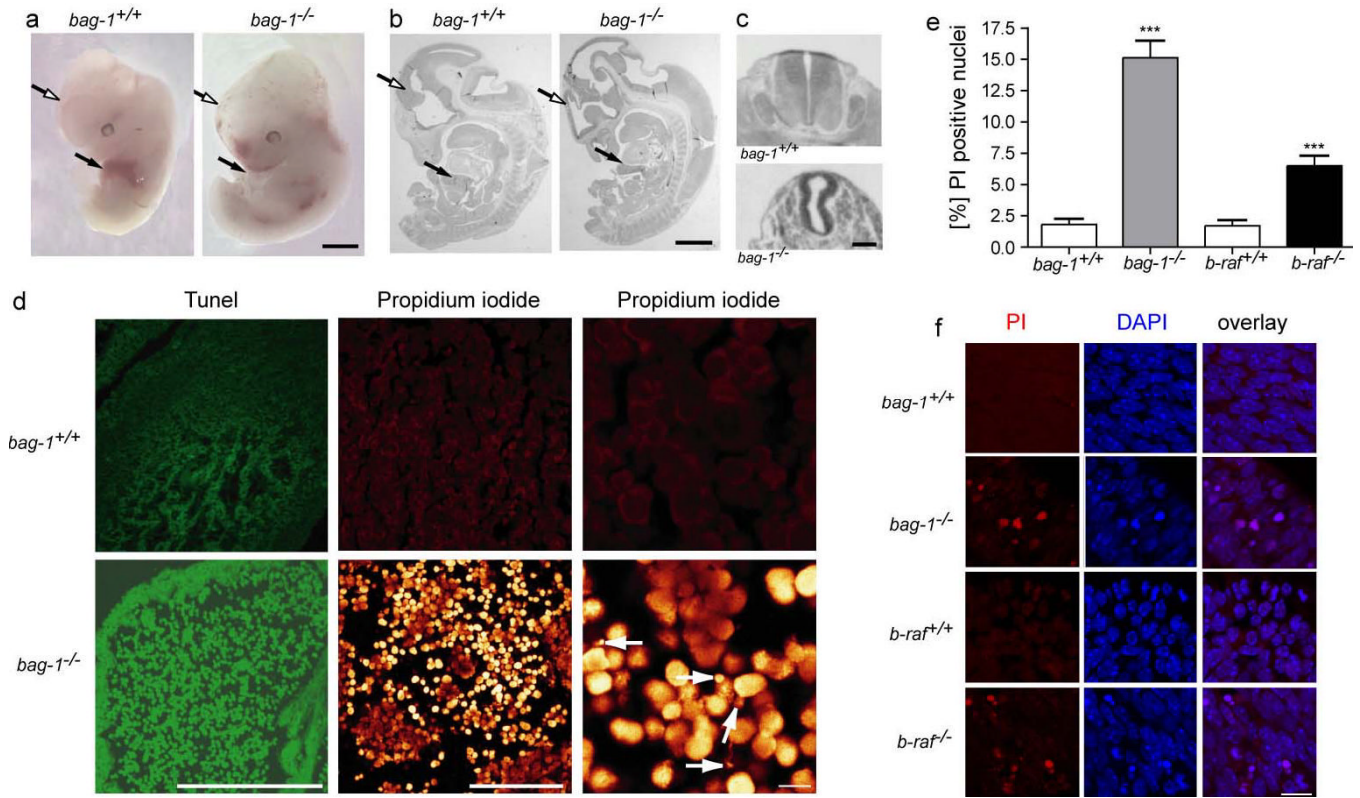 a
bag-1+/+
bag-1-/-
b
bag-1+/+
bag-1-/-
c
bag-1+/+
bag-1-/-
d
Tunel
Propidium iodide
Propidium iodide
bag-1+/+
bag-1-/-
e
[%] PI positive nuclei
17.5
15.0
12.5
10.0
7.5
5.0
2.5
0.0
***
***
bag-1+/+
bag-1-/-
b-raf+/+
b-raf-/-
f
PI
DAPI
overlay
bag-1+/+
bag-1-/-
b-raf+/+
b-raf-/-